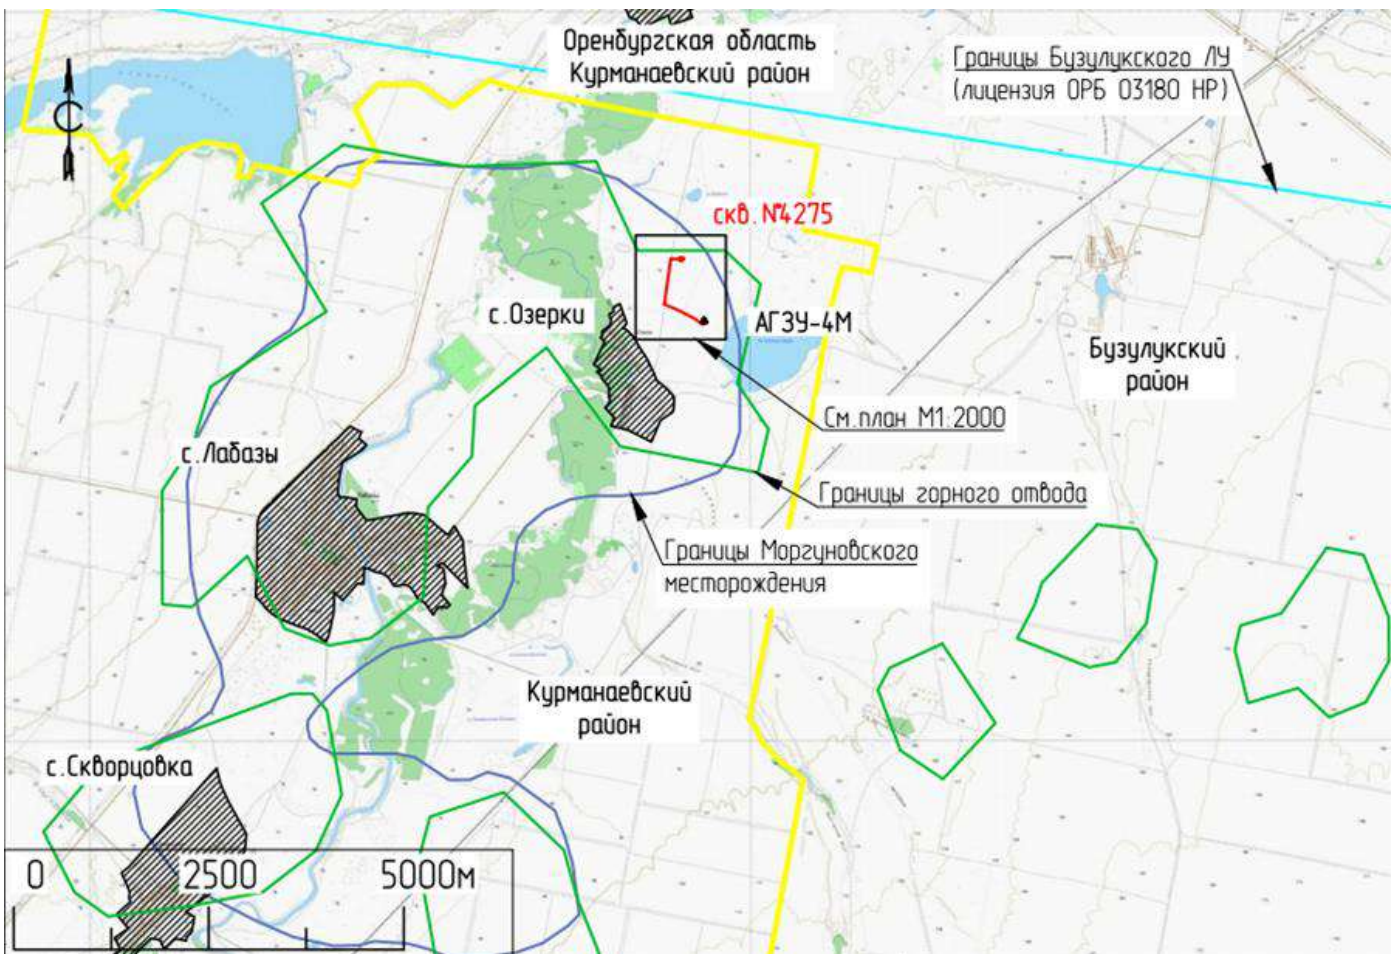 Оренбургская область
Курманаевский район
Границы Бузулукского ЛУ
(лицензия ОРБ 03180 НР)
С
скв. №4275
с.Озерки
АГЗУ-4М
Бузулукский
район
См.план М1:2000
с.Лабазы
Границы горного отвода
Границы Моргуновского
месторождения
Курманаевский
район
с.Скворцовка
0 2500 5000м